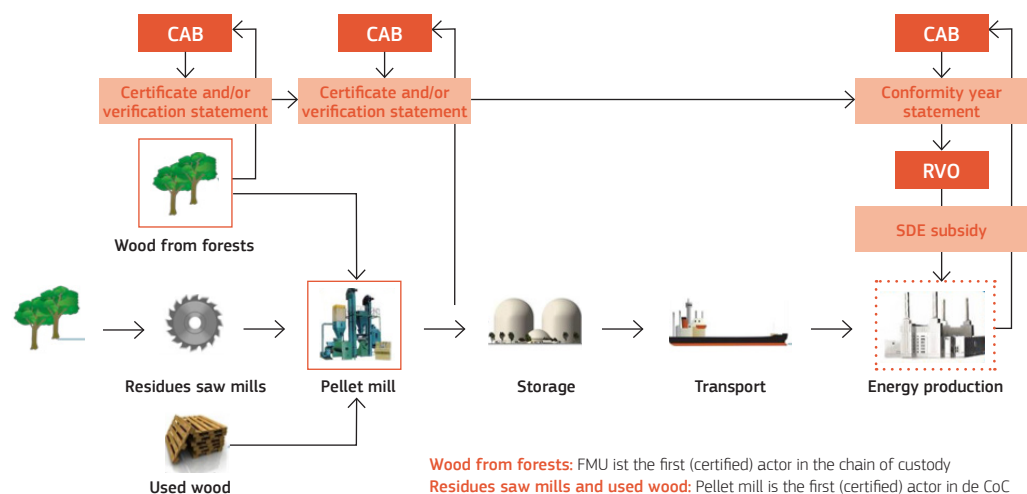 CAB
CAB
CAB
Certificate and/or
verification statement
Certificate and/or
verification statement
Conformity year
statement
RVO
SDE subsidy
Wood from forests
Residues saw mills
Pellet mill
Storage
Transport
Energy production
Used wood
Wood from forests: FMU ist the first (certified) actor in the chain of custody
Residues saw mills and used wood: Pellet mill is the first (certified) actor in de CoC